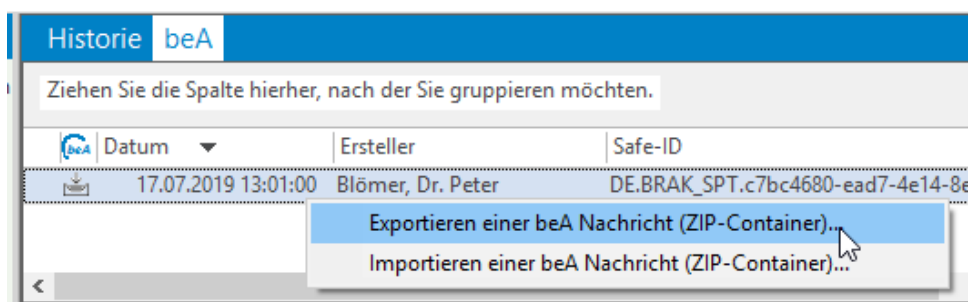 Historie beA
Ziehen Sie die Spalte hierher, nach der Sie gruppieren möchten.
beA Datum Ersteller Safe-ID
17.07.2019 13:01:00 Blömer, Dr. Peter DE.BRAK_SPT.c7bc4680-ead7-4e14-8e
Exportieren einer beA Nachricht (ZIP-Container)...
Importieren einer beA Nachricht (ZIP-Container)...